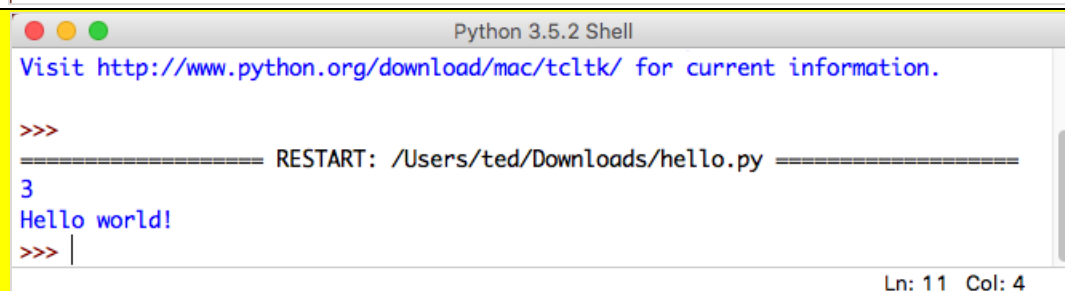 Python 3.5.2 Shell
Visit http://www.python.org/download/mac/tcltk/ for current information.
>>>
=================== RESTART: /Users/ted/Downloads/hello.py ===================
3
Hello world!
>>>
Ln: 11 Col: 4